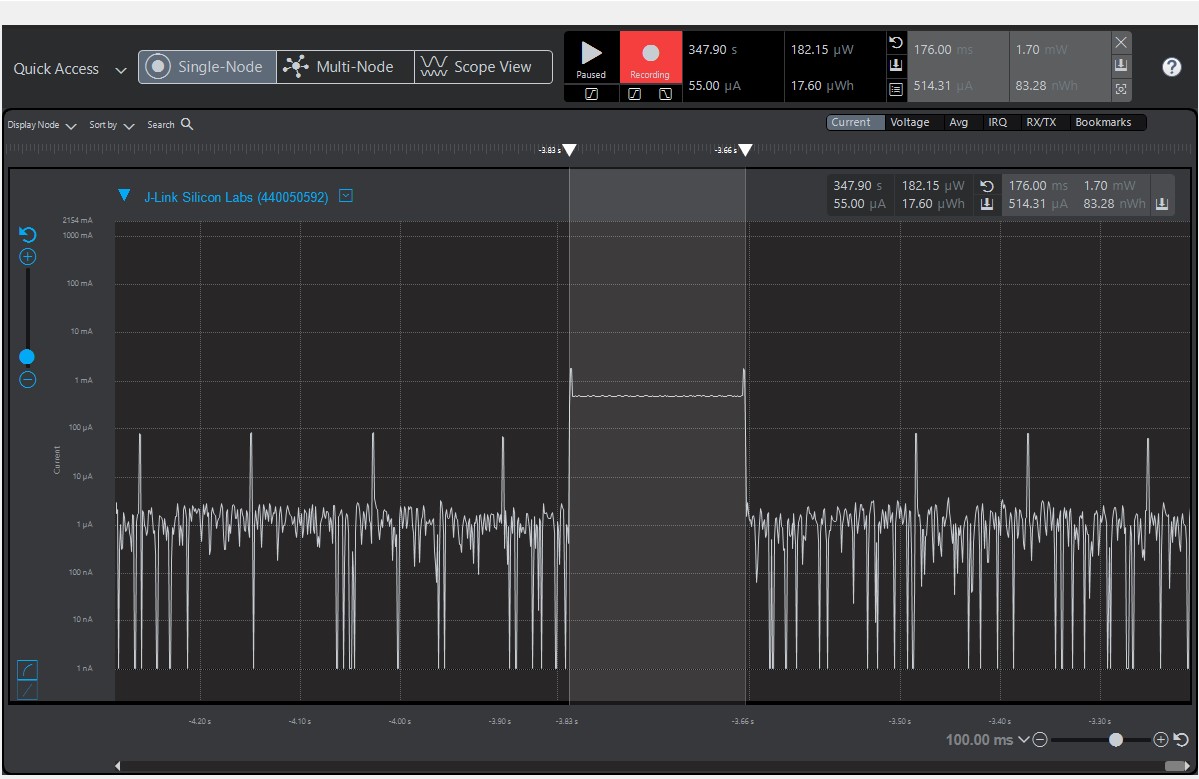 Quick Access
Single-Node
Multi-Node
Scope View
Paused
Recording
347.90 s
182.15 µW
55.00 µA
17.60 µWh
176.00 ms
1.70 mW
514.31 µA
83.28 nWh
?
Display Node
Sort by
Search
Current
Voltage
Avg
IRQ
RX/TX
Bookmarks
-3.83 s
-3.66 s
J-Link Silicon Labs (440050592)
347.90 s 182.15 µW
55.00 µA 17.60 µWh
176.00 ms 1.70 mW
514.31 µA 83.28 nWh
2154 mA
1000 mA
100 mA
10 mA
1 mA
100 µA
10 µA
1 µA
100 nA
10 nA
1 nA
Current
-4.20 s
-4.10 s
-4.00 s
-3.90 s
-3.83 s
-3.66 s
-3.50 s
-3.40 s
-3.30 s
100.00 ms